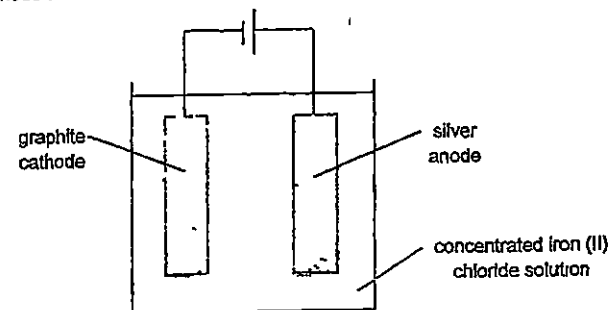 graphite
cathode
silver
anode
concentrated iron (II)
chloride solution